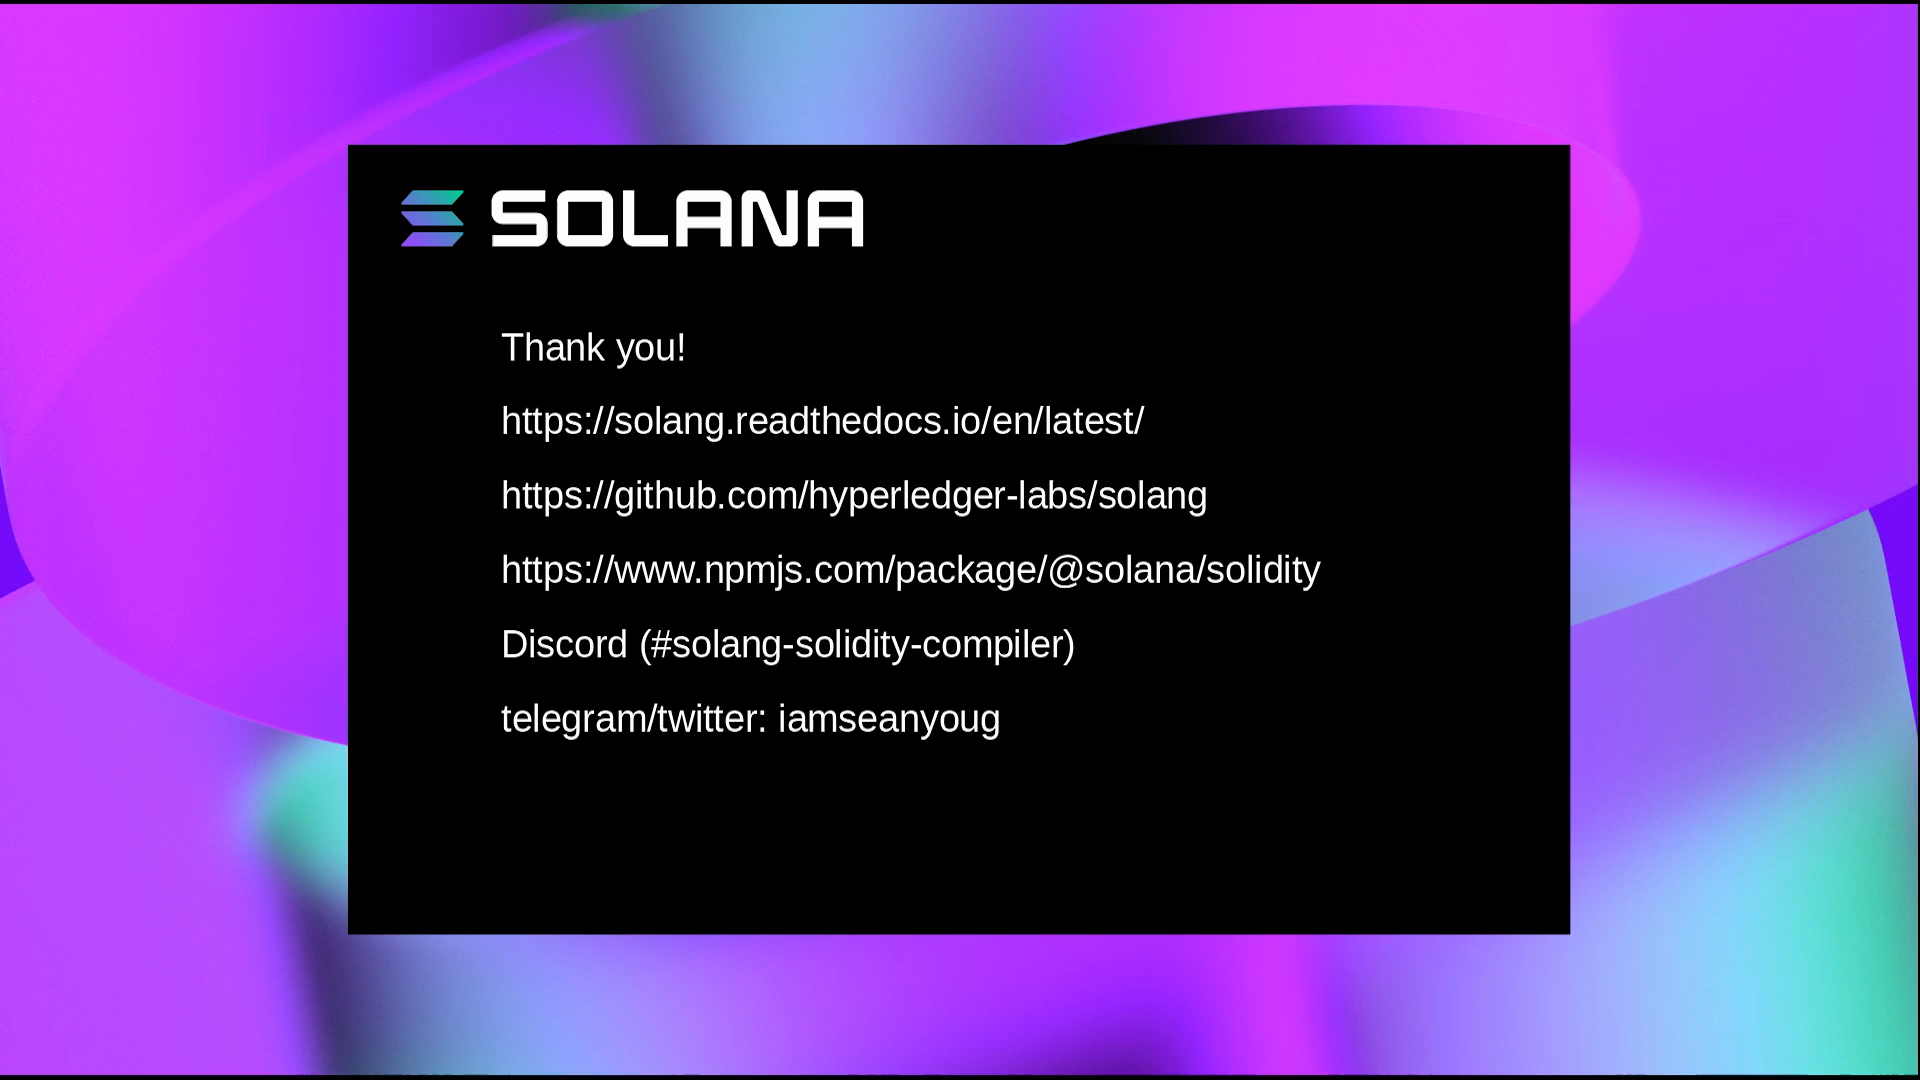 SOLANA
Thank you!
https://solang.readthedocs.io/en/latest/
https://github.com/hyperledger-labs/solang
https://www.npmjs.com/package/@solana/solidity
Discord (#solang-solidity-compiler)
telegram/twitter: iamseanyoug